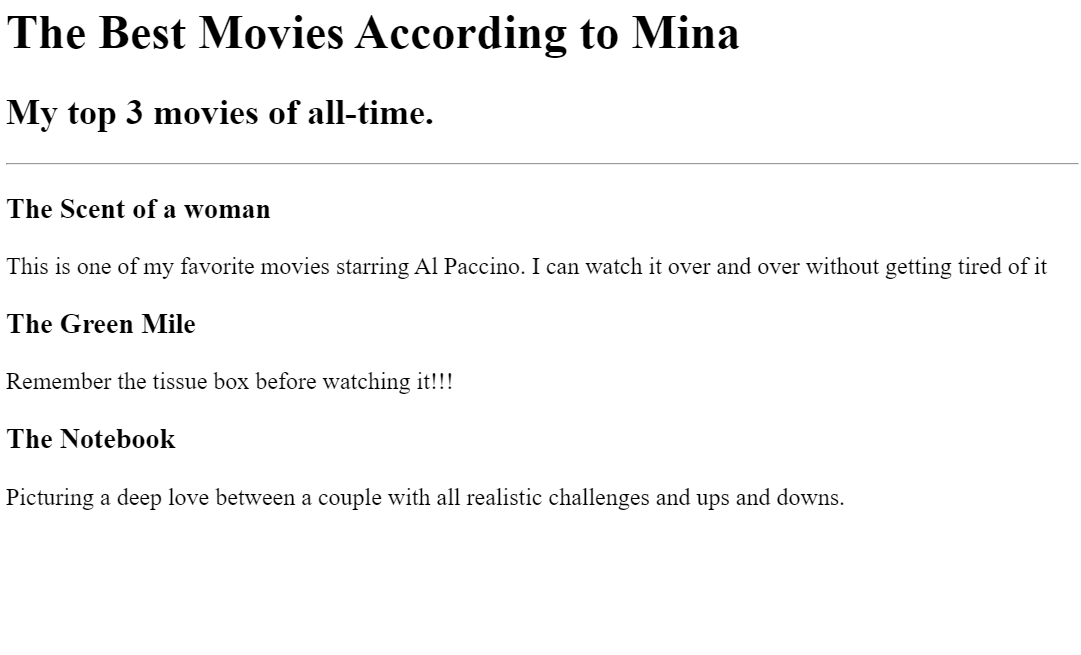 The Best Movies According to Mina
My top 3 movies of all-time.
The Scent of a woman
This is one of my favorite movies starring Al Paccino. I can watch it over and over without getting tired of it
The Green Mile
Remember the tissue box before watching it!!!
The Notebook
Picturing a deep love between a couple with all realistic challenges and ups and downs.